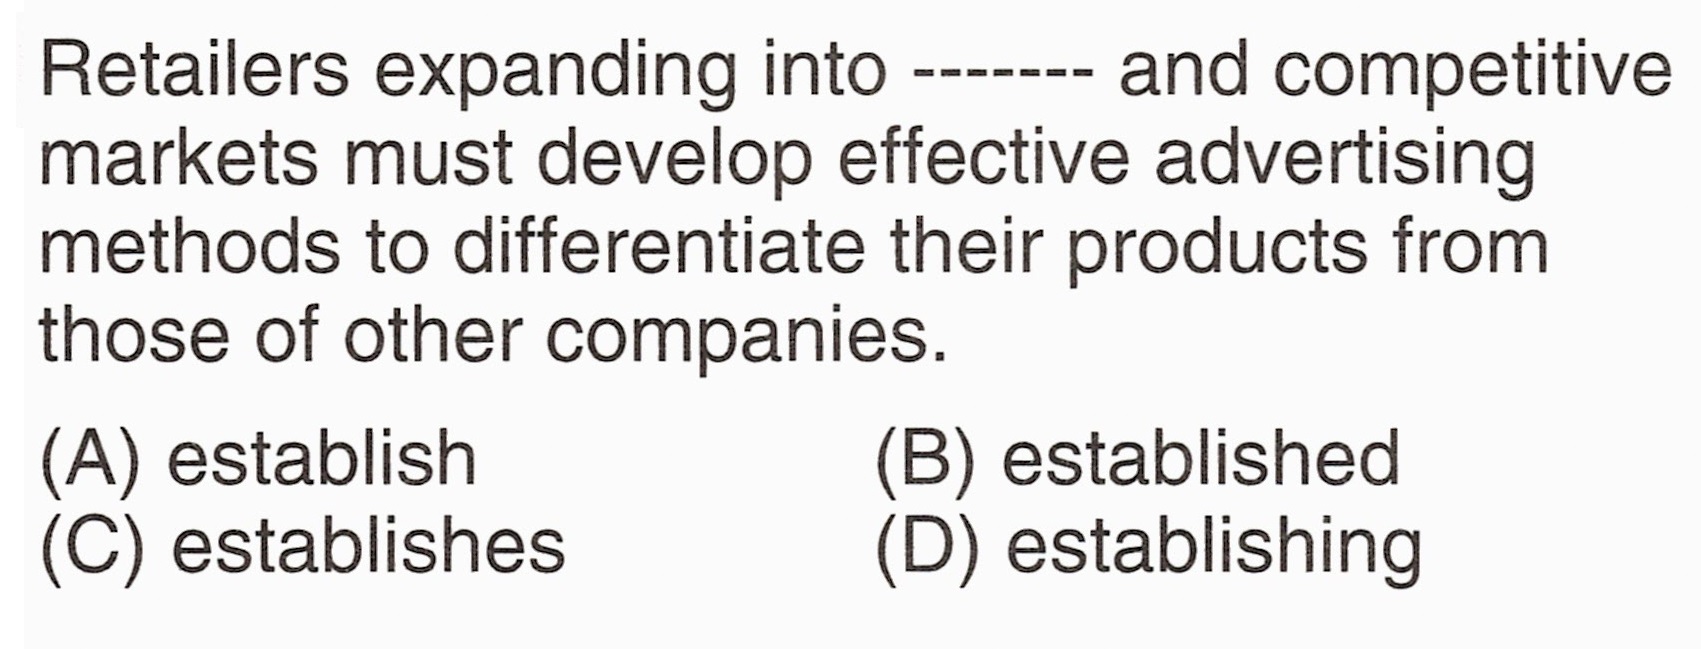 Retailers expanding into ------- and competitive
markets must develop effective advertising
methods to differentiate their products from
those of other companies.
(A) establish (B) established
(C) establishes (D) establishing